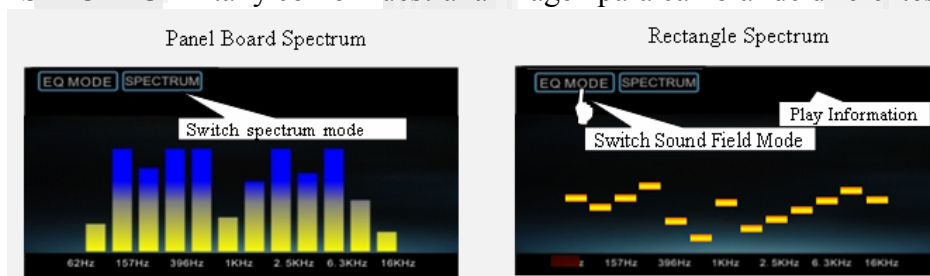 Panel Board Spectrum
EQ MODE SPECTRUM
Switch spectrum mode
62Hz 157Hz 396Hz 1KHz 2.5KHz 6.3KHz 16KHz
Rectangle Spectrum
EQ MODE SPECTRUM
Play Information
Switch Sound Field Mode
z 157Hz 396Hz 1KHz 2.5KHz 6.3KHz 16KHz